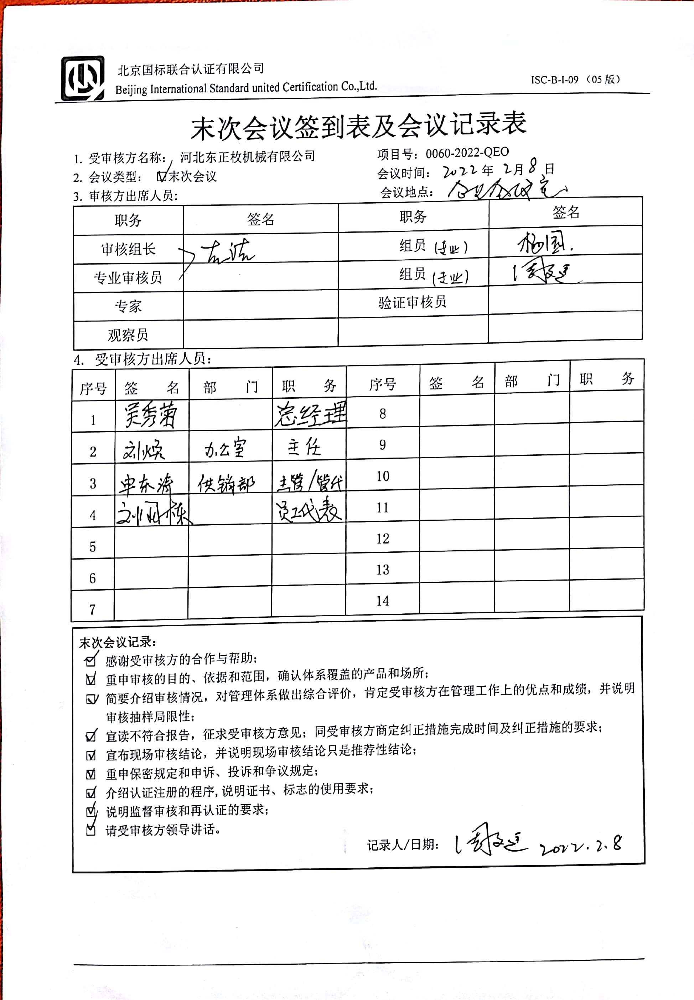 北京国标联合认证有限公司
Beijing International Standard united Certification Co.,Ltd.
ISC-B-I-09 （05 版）
末次会议签到表及会议记录表
1. 受审核方名称： 河北东正枚机械有限公司 项目号：0060-2022-QEO
2. 会议类型： ☑末次会议 会议时间： 2022 年 2月 8 日
3. 审核方出席人员: 会议地点： 会议室
职务 签名 职务 签名
审核组长 组员 (专业) 杨园.
专业审核员 组员 (专业) 周文廷
专家 验证审核员
观察员
4. 受审核方出席人员：
序号 签 名 部 门 职 务 序号 签 名 部 门 职 务
1 吴秀菊 总经理 8
2 刘焕 办公室 主任 9
3 申东涛 供销部 主管/管代 10
4 刘国栋 员工代表 11
5 12
6 13
7 14
末次会议记录：
☑ 感谢受审核方的合作与帮助；
☑ 重申审核的目的、依据和范围，确认体系覆盖的产品和场所；
☑ 简要介绍审核情况，对管理体系做出综合评价，肯定受审核方在管理工作上的优点和成绩，并说明
审核抽样局限性；
☑ 宣读不符合报告，征求受审核方意见；同受审核方商定纠正措施完成时间及纠正措施的要求；
☑ 宣布现场审核结论，并说明现场审核结论只是推荐性结论；
☑ 重申保密规定和申诉、投诉和争议规定；
☑ 介绍认证注册的程序,说明证书、标志的使用要求；
☑ 说明监督审核和再认证的要求；
☑ 请受审核方领导讲话。
记录人/日期： 周文廷 2022.2.8